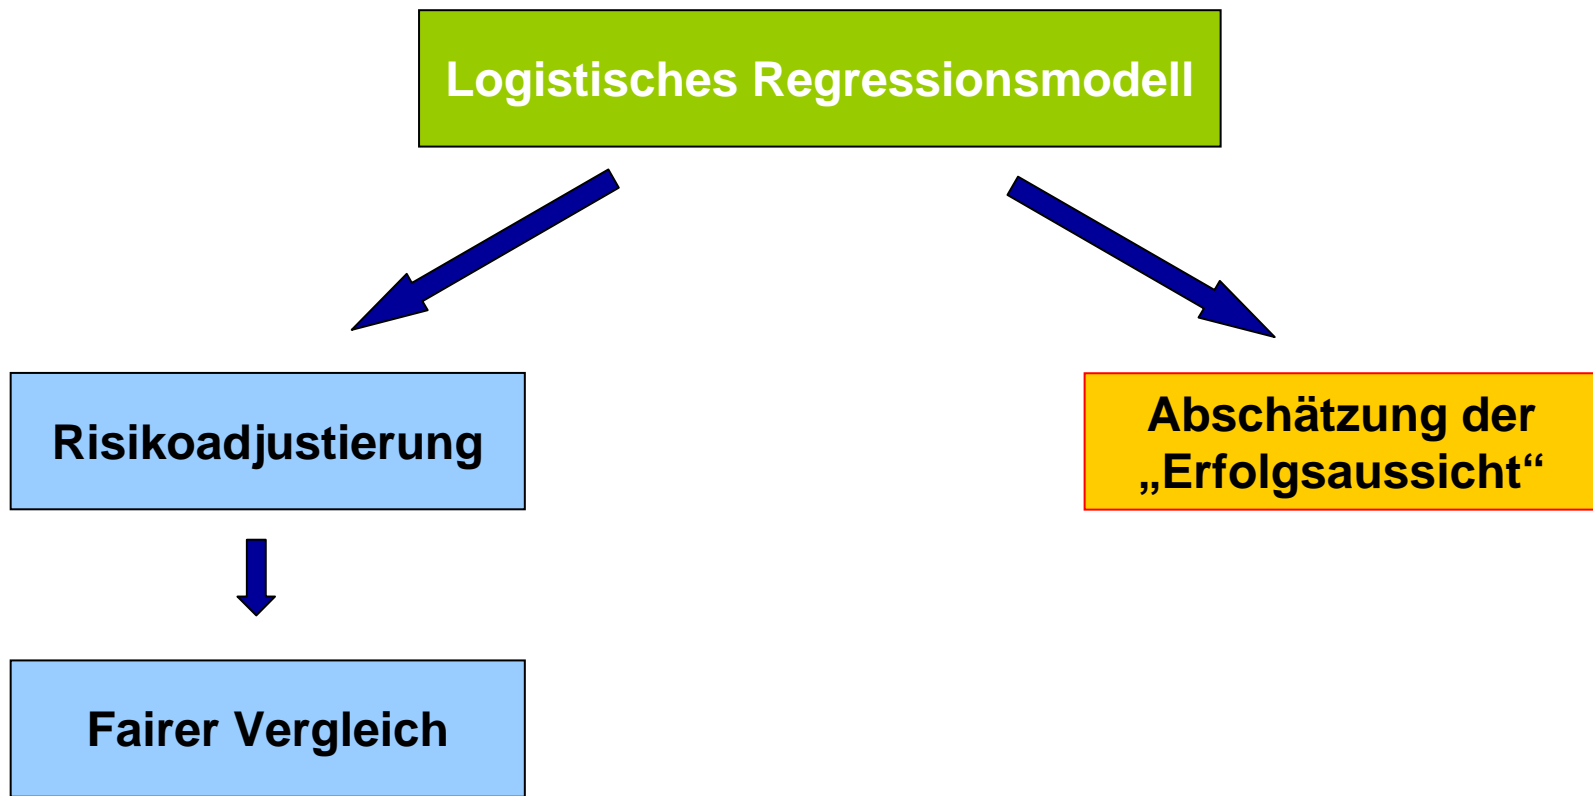 Logistisches Regressionsmodell
Risikoadjustierung
Abschätzung der
„Erfolgsaussicht“
Fairer Vergleich